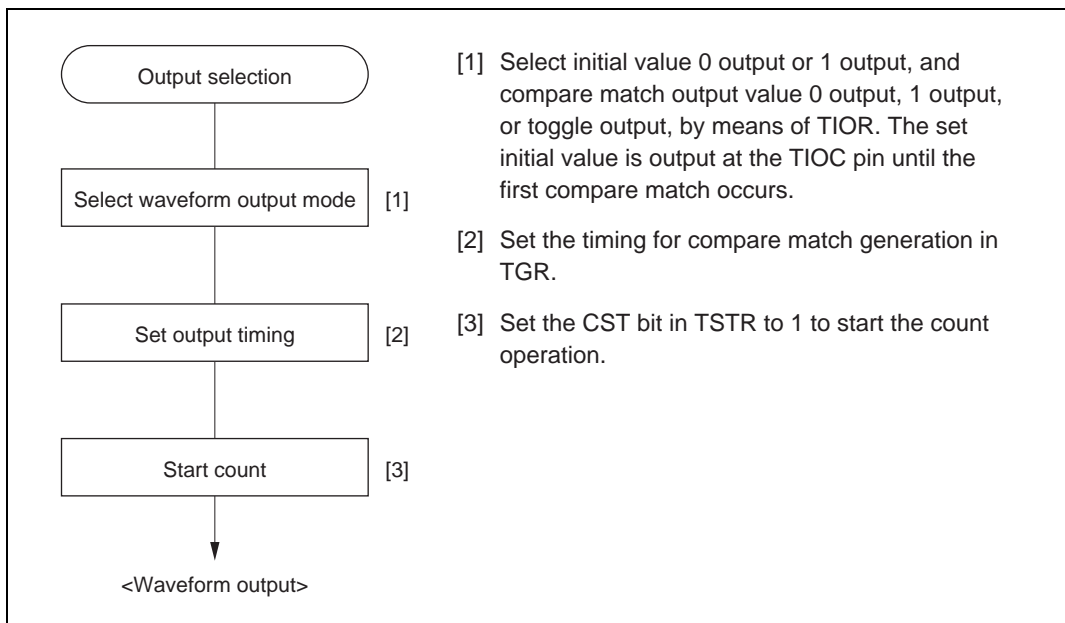 Output selection
Select waveform output mode [1]
Set output timing [2]
Start count [3]
<Waveform output>
[1] Select initial value 0 output or 1 output, and
compare match output value 0 output, 1 output,
or toggle output, by means of TIOR. The set
initial value is output at the TIOC pin until the
first compare match occurs.
[2] Set the timing for compare match generation in
TGR.
[3] Set the CST bit in TSTR to 1 to start the count
operation.